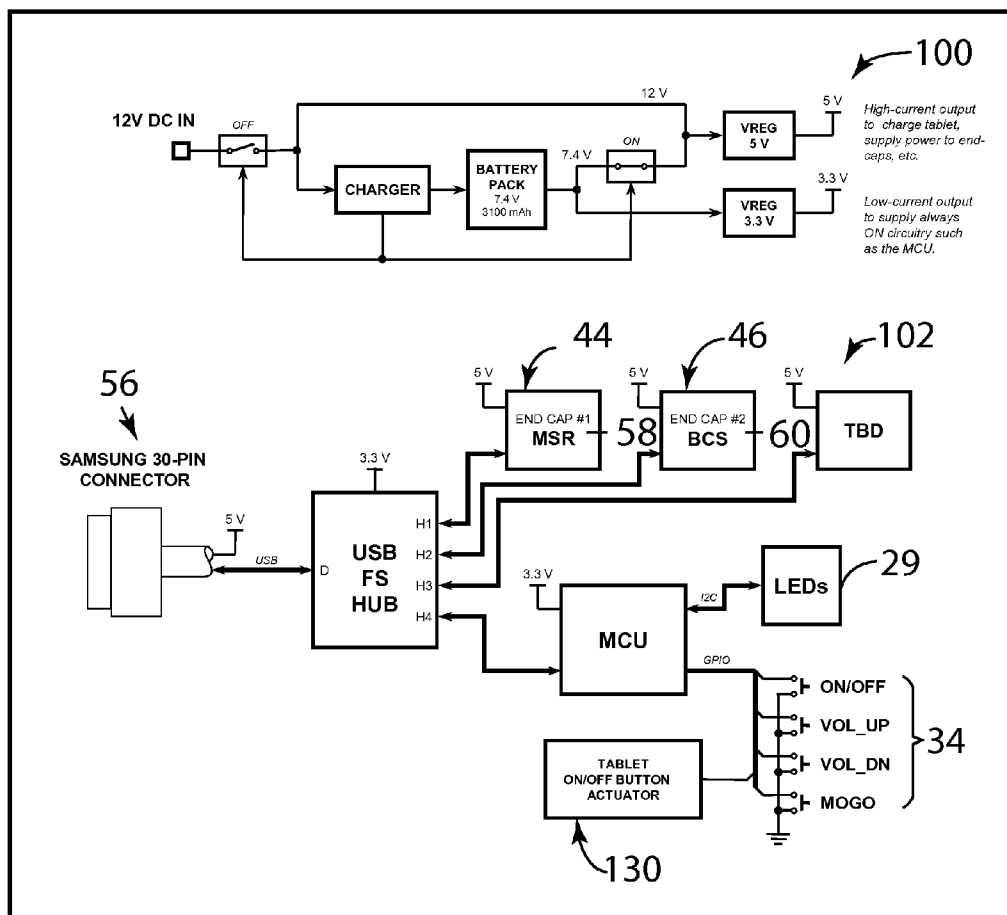 100
12 V
5 V
12V DC IN
OFF
High-current output
to charge tablet,
supply power to end-
caps, etc.
VREG
5 V
ON
7.4 V
CHARGER
BATTERY
PACK
7.4 V
3100 mAh
3.3 V
VREG
3.3 V
Low-current output
to supply always
ON circuitry such
as the MCU.
44
46
102
56
5 V
5 V
5 V
END CAP #1
MSR
58
END CAP #2
BCS
60
TBD
SAMSUNG 30-PIN
CONNECTOR
3.3 V
5 V
USB
D
USB
FS
HUB
H1
H2
H3
H4
3.3 V
MCU
I2C
LEDs
29
GPIO
ON/OFF
VOL_UP
VOL_DN
MOGO
34
TABLET
ON/OFF BUTTON
ACTUATOR
130